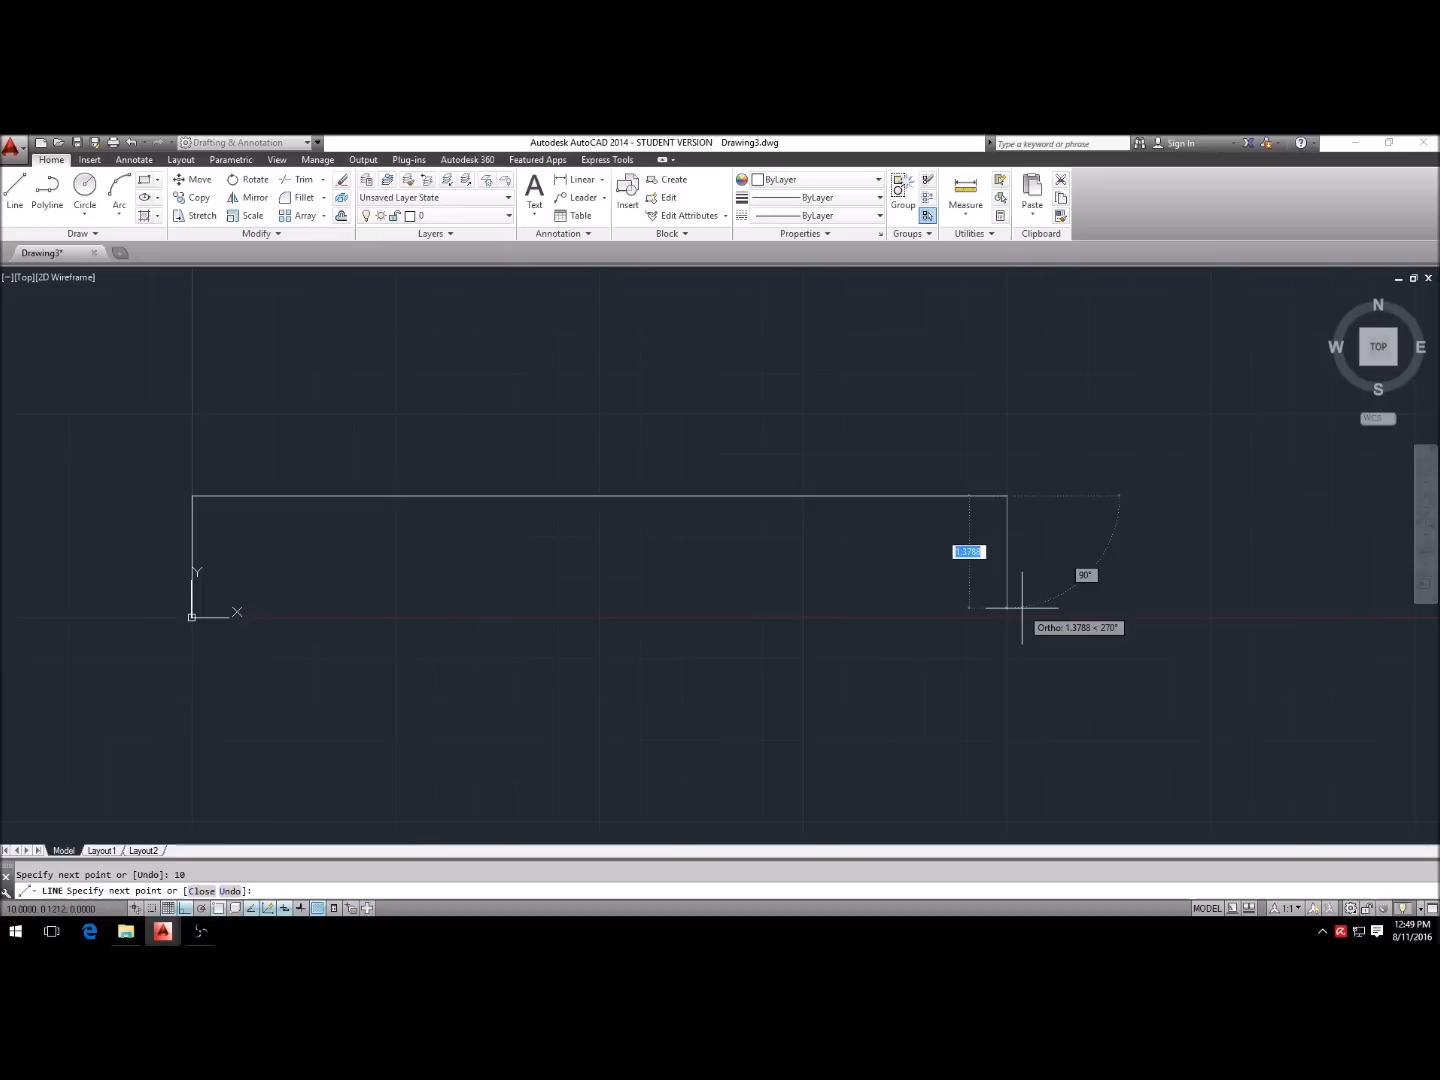 Drafting & Annotation
Autodesk AutoCAD 2014 - STUDENT VERSION Drawing3.dwg
Type a keyword or phrase
Sign In
Home Insert Annotate Layout Parametric View Manage Output Plug-ins Autodesk 360 Featured Apps Express Tools
Line Polyline Circle Arc
Move Rotate Trim
Copy Mirror Fillet
Stretch Scale Array
Unsaved Layer State
0
Text
Linear
Leader
Table
Insert
Create
Edit
Edit Attributes
ByLayer
ByLayer
ByLayer
Group
Measure
Paste
Draw Modify Layers Annotation Block Properties Groups Utilities Clipboard
Drawing3*
[−][Top][2D Wireframe]
N
W TOP E
S
WCS
1.3788
90°
Ortho: 1.3788 < 270°
Y
X
Model Layout1 Layout2
Specify next point or [Undo]: 10
LINE Specify next point or [Close Undo]:
10.0000, 0.1212, 0.0000
MODEL
1:1
12:49 PM
8/11/2016